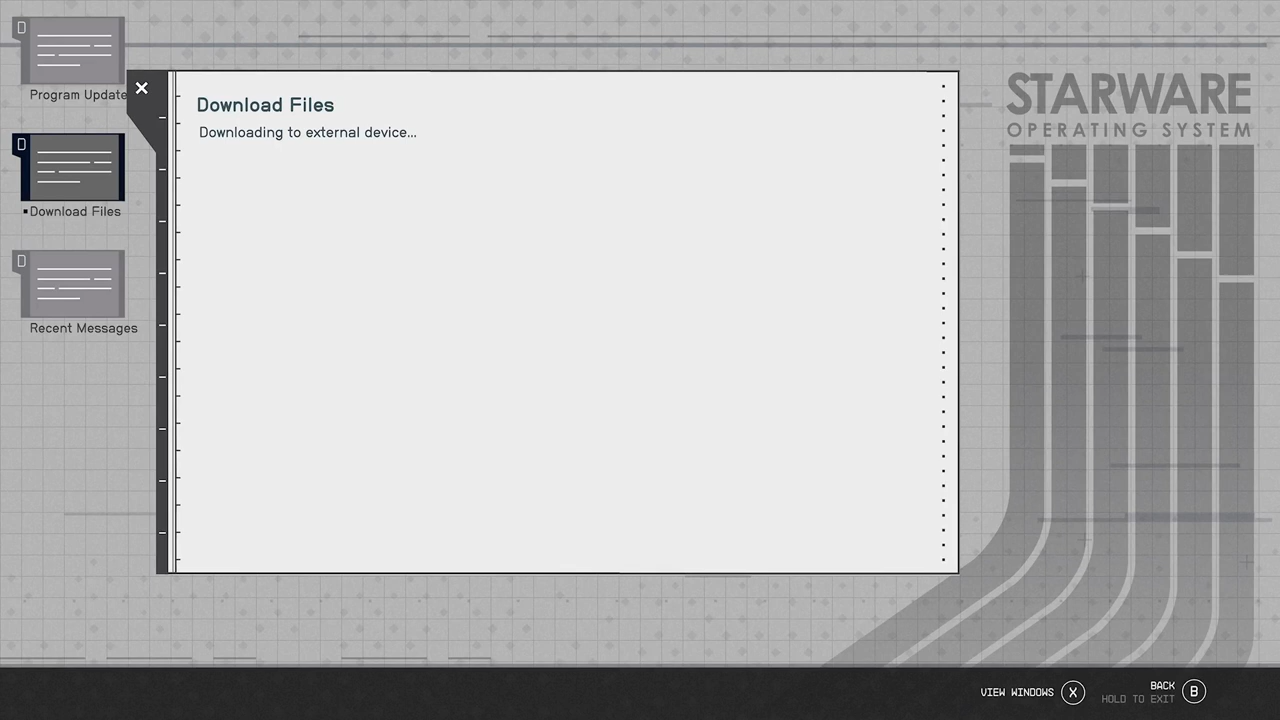 D
Program Update
D
Download Files
D
Recent Messages
Download Files
Downloading to external device...
STARWARE
OPERATING SYSTEM
VIEW WINDOWS X
BACK B
HOLD TO EXIT